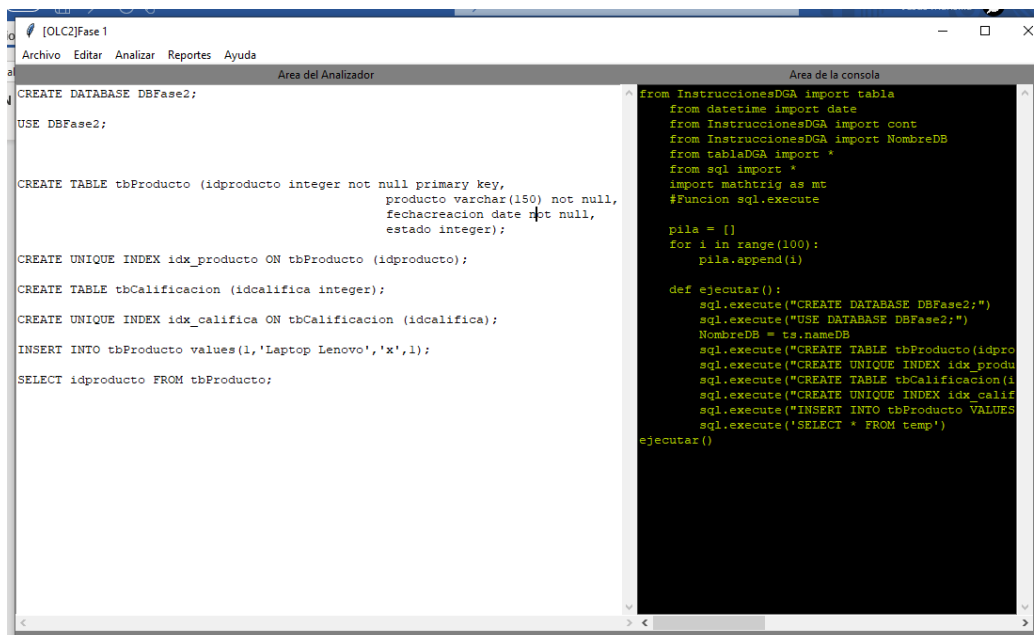 [OLC2]Fase 1
Archivo Editar Analizar Reportes Ayuda
Area del Analizador
CREATE DATABASE DBFase2;
USE DBFase2;
CREATE TABLE tbProducto (idproducto integer not null primary key,
producto varchar(150) not null,
fechacreacion date not null,
estado integer);
CREATE UNIQUE INDEX idx_producto ON tbProducto (idproducto);
CREATE TABLE tbCalificacion (idcalifica integer);
CREATE UNIQUE INDEX idx_califica ON tbCalificacion (idcalifica);
INSERT INTO tbProducto values(1,'Laptop Lenovo','x',1);
SELECT idproducto FROM tbProducto;
Area de la consola
from InstruccionesDGA import tabla
from datetime import date
from InstruccionesDGA import cont
from InstruccionesDGA import NombreDB
from tablaDGA import *
from sql import *
import mathtrig as mt
#Funcion sql.execute
pila = []
for i in range(100):
pila.append(i)
def ejecutar():
sql.execute("CREATE DATABASE DBFase2;")
sql.execute("USE DATABASE DBFase2;")
NombreDB = ts.nameDB
sql.execute("CREATE TABLE tbProducto(idpro
sql.execute("CREATE UNIQUE INDEX idx_produ
sql.execute("CREATE TABLE tbCalificacion(i
sql.execute("CREATE UNIQUE INDEX idx_calif
sql.execute("INSERT INTO tbProducto VALUES
sql.execute('SELECT * FROM temp')
ejecutar()